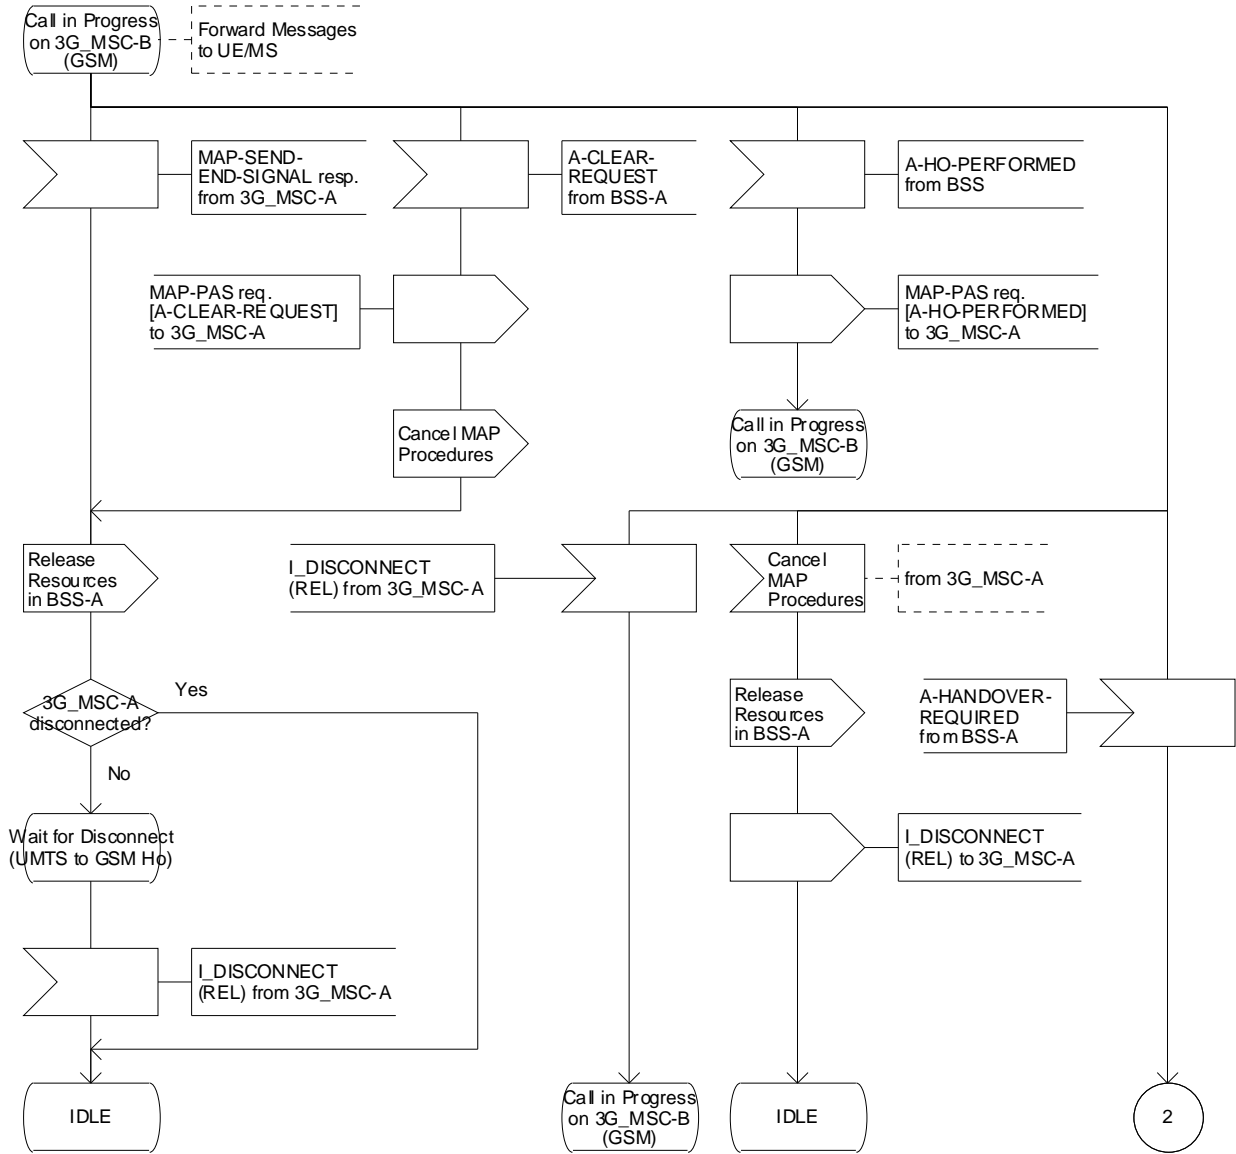 Call in Progress
on 3G_MSC-B
(GSM)
Forward Messages
to UE/MS
MAP-SEND-
END-SIGNAL resp.
from 3G_MSC-A
A-CLEAR-
REQUEST
from BSS-A
A-HO-PERFORMED
from BSS
MAP-PAS req.
[A-CLEAR-REQUEST]
to 3G_MSC-A
MAP-PAS req.
[A-HO-PERFORMED]
to 3G_MSC-A
Cancel MAP
Procedures
Call in Progress
on 3G_MSC-B
(GSM)
Release
Resources
in BSS-A
I_DISCONNECT
(REL) from 3G_MSC-A
Cancel
MAP
Procedures
from 3G_MSC-A
3G_MSC-A
disconnected?
Yes
No
Release
Resources
in BSS-A
A-HANDOVER-
REQUIRED
from BSS-A
Wait for Disconnect
(UMTS to GSM Ho)
I_DISCONNECT
(REL) to 3G_MSC-A
I_DISCONNECT
(REL) from 3G_MSC-A
IDLE
Call in Progress
on 3G_MSC-B
(GSM)
IDLE
2